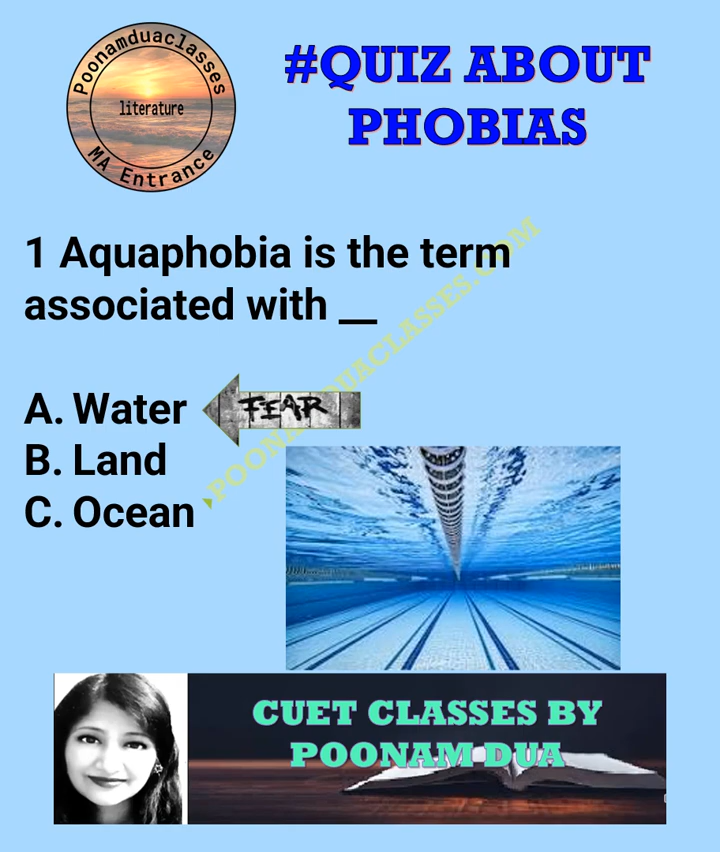 Poonamduaclasses
literature
MA Entrance
#QUIZ ABOUT
PHOBIAS
1 Aquaphobia is the term
associated with __
A. Water
FEAR
B. Land
C. Ocean
POONAMDUACLASSES.COM
CUET CLASSES BY
POONAM DUA